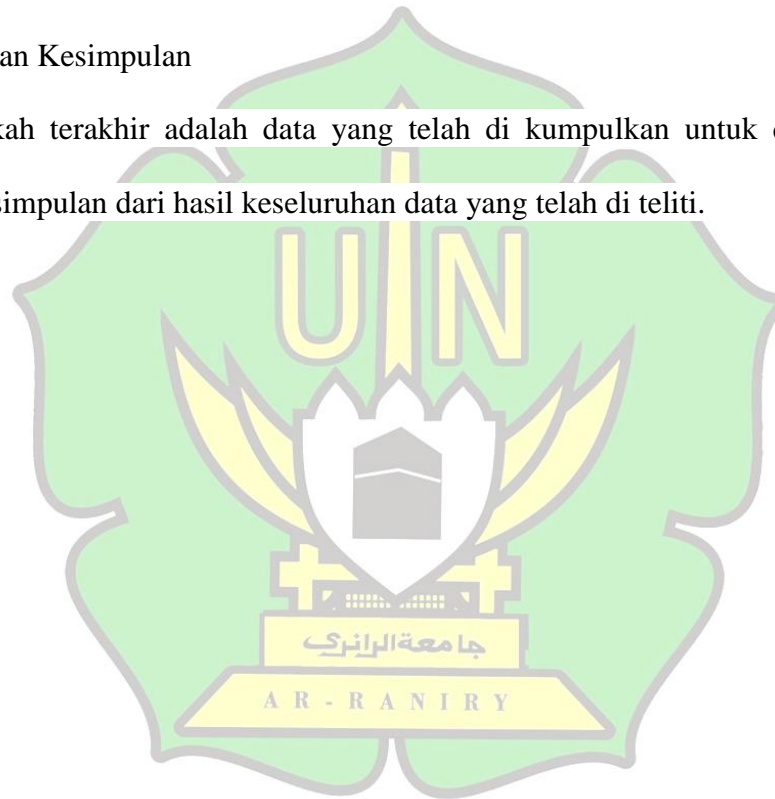 an Kesimpulan
kah terakhir adalah data yang telah di kumpulkan untuk
simpulan dari hasil keseluruhan data yang telah di teliti.
UIN
جامعة الرانري
AR-RANIRY